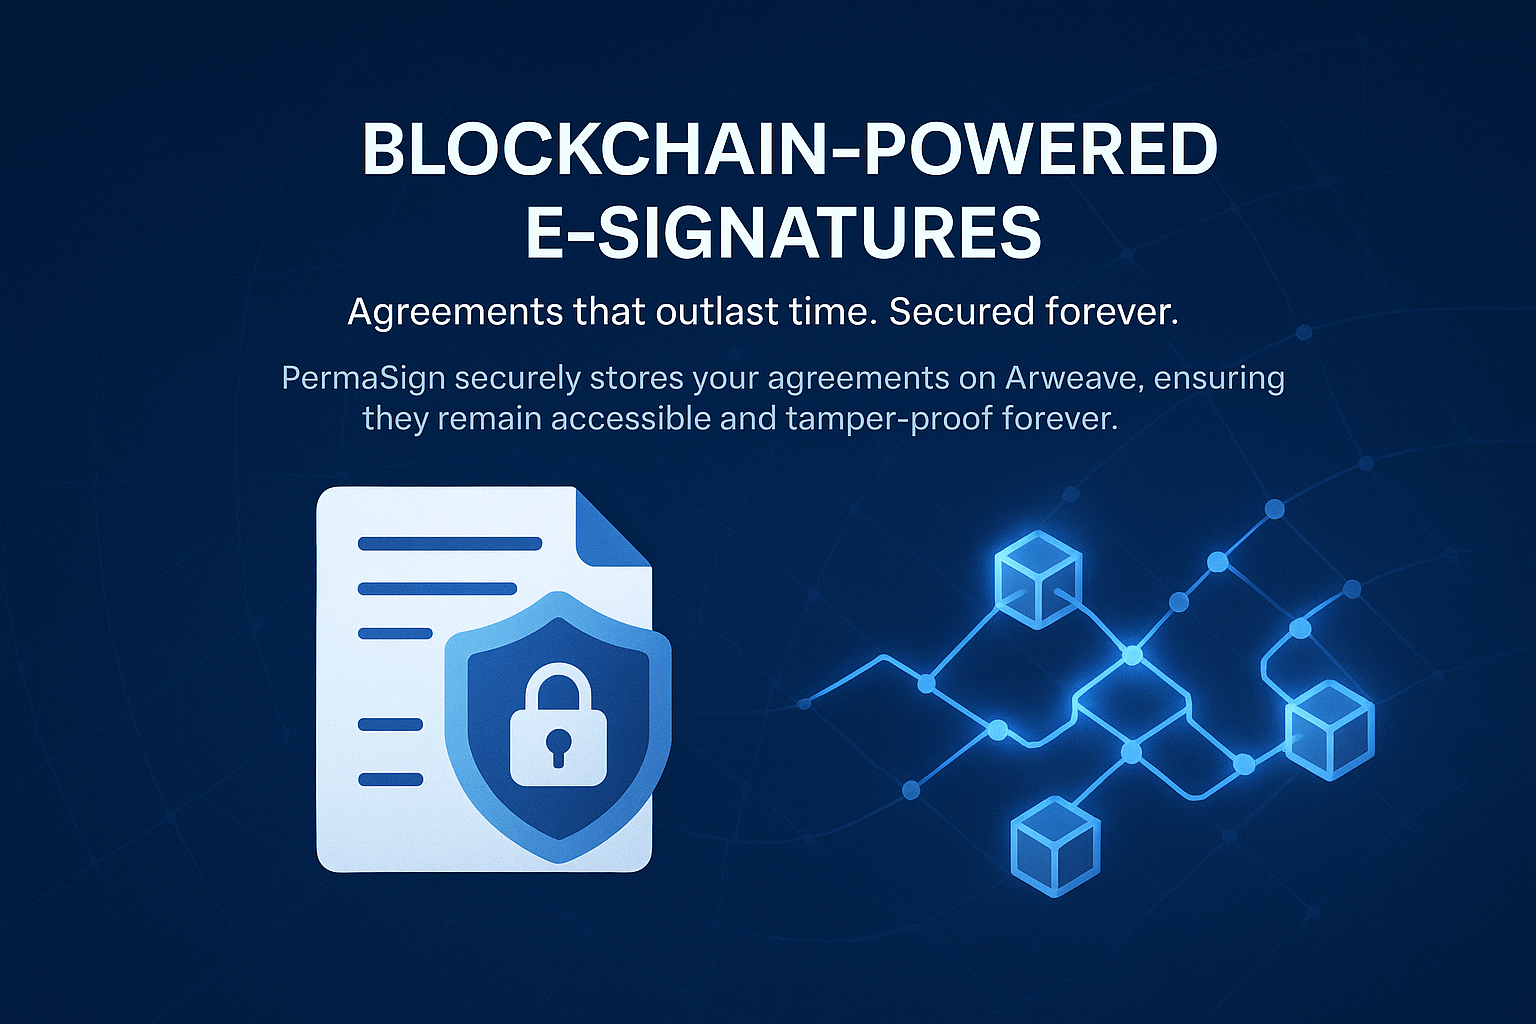 BLOCKCHAIN-POWERED
E-SIGNATURES
Agreements that outlast time. Secured forever.
PermaSign securely stores your agreements on Arweave, ensuring
they remain accessible and tamper-proof forever.